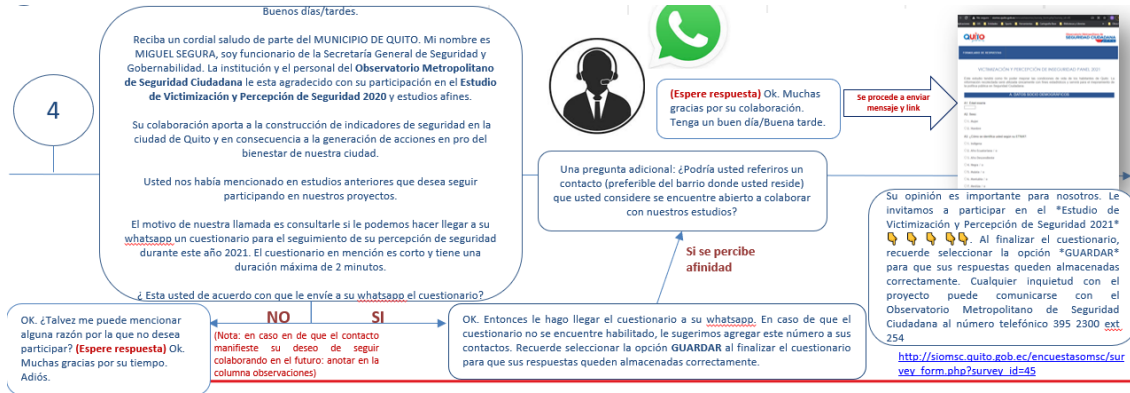 Buenos días/tardes.
Reciba un cordial saludo de parte del MUNICIPIO DE QUITO. Mi nombre es
MIGUEL SEGURA, soy funcionario de la Secretaría General de Seguridad y
Gobernabilidad. La institución y el personal del Observatorio Metropolitano
de Seguridad Ciudadana le esta agradecido con su participación en el Estudio
de Victimización y Percepción de Seguridad 2020 y estudios afines.
Su colaboración aporta a la construcción de indicadores de seguridad en la
ciudad de Quito y en consecuencia a la generación de acciones en pro del
bienestar de nuestra ciudad.
Usted nos había mencionado en estudios anteriores que desea seguir
participando en nuestros proyectos.
El motivo de nuestra llamada es consultarle si le podemos hacer llegar a su
whatsapp un cuestionario para el seguimiento de su percepción de seguridad
durante este año 2021. El cuestionario en mención es corto y tiene una
duración máxima de 2 minutos.
¿ Esta usted de acuerdo con que le envíe a su whatsapp el cuestionario?
4
NO
SI
OK. ¿Talvez me puede mencionar
alguna razón por la que no desea
participar? (Espere respuesta) Ok.
Muchas gracias por su tiempo.
Adiós.
(Nota: en caso en de que el contacto
manifieste su deseo de seguir
colaborando en el futuro: anotar en la
columna observaciones)
OK. Entonces le hago llegar el cuestionario a su whatsapp. En caso de que el
cuestionario no se encuentre habilitado, le sugerimos agregar este número a sus
contactos. Recuerde seleccionar la opción GUARDAR al finalizar el cuestionario
para que sus respuestas queden almacenadas correctamente.
Si se percibe
afinidad
Una pregunta adicional: ¿Podría usted referiros un
contacto (preferible del barrio donde usted reside)
que usted considere se encuentre abierto a colaborar
con nuestros estudios?
(Espere respuesta) Ok. Muchas
gracias por su colaboración.
Tenga un buen día/Buena tarde.
Se procede a enviar
mensaje y link
QUITO
SEGURIDAD CIUDADANA
VICTIMIZACIÓN Y PERCEPCIÓN DE INSEGURIDAD PANEL 2021
Su opinión es importante para nosotros. Le
invitamos a participar en el *Estudio de
Victimización y Percepción de Seguridad 2021*
👇 👇 👇 👇👇. Al finalizar el cuestionario,
recuerde seleccionar la opción *GUARDAR*
para que sus respuestas queden almacenadas
correctamente. Cualquier inquietud con el
proyecto puede comunicarse con el
Observatorio Metropolitano de Seguridad
Ciudadana al número telefónico 395 2300 ext
254
http://siomsc.quito.gob.ec/encuestasomsc/sur
vey_form.php?survey_id=45